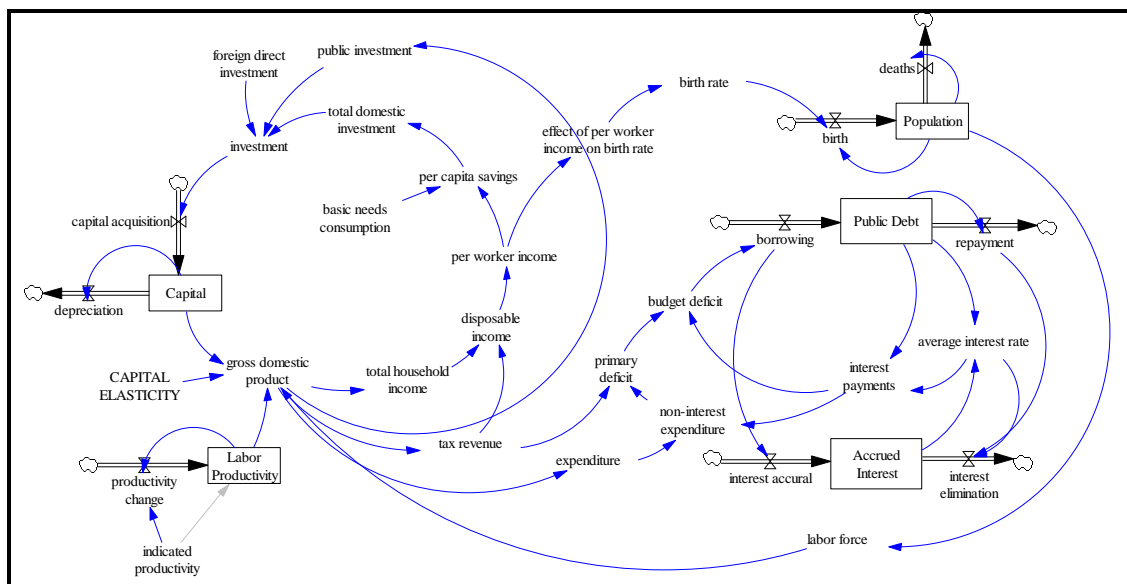 foreign direct
investment
public investment
total domestic
investment
investment
per capita savings
basic needs
consumption
effect of per worker
income on birth rate
birth rate
deaths
Population
birth
capital acquisition
Capital
depreciation
per worker income
disposable
income
total household
income
gross domestic
product
CAPITAL
ELASTICITY
Labor
Productivity
productivity
change
indicated
productivity
tax revenue
expenditure
non-interest
expenditure
primary
deficit
budget deficit
borrowing
Public Debt
repayment
average interest rate
interest
payments
interest accural
Accrued
Interest
interest
elimination
labor force